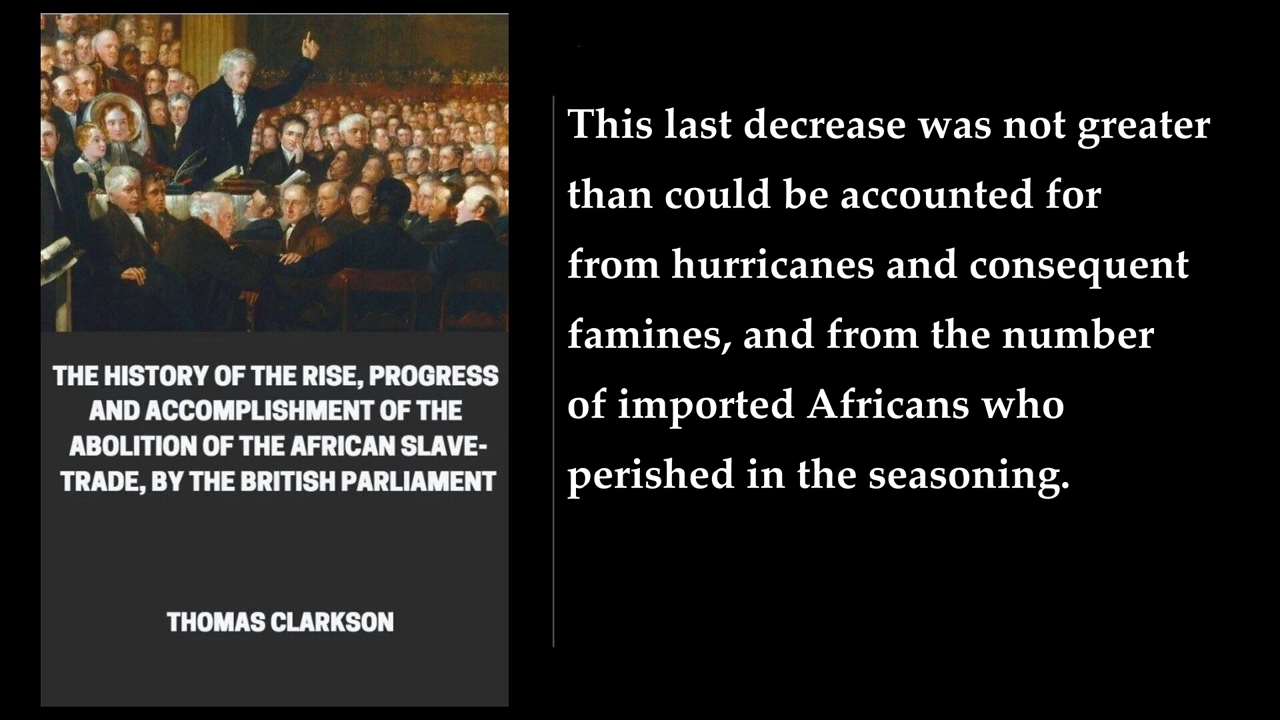 THE HISTORY OF THE RISE, PROGRESS
AND ACCOMPLISHMENT OF THE
ABOLITION OF THE AFRICAN SLAVE-
TRADE, BY THE BRITISH PARLIAMENT
THOMAS CLARKSON
This last decrease was not greater
than could be accounted for
from hurricanes and consequent
famines, and from the number
of imported Africans who
perished in the seasoning.